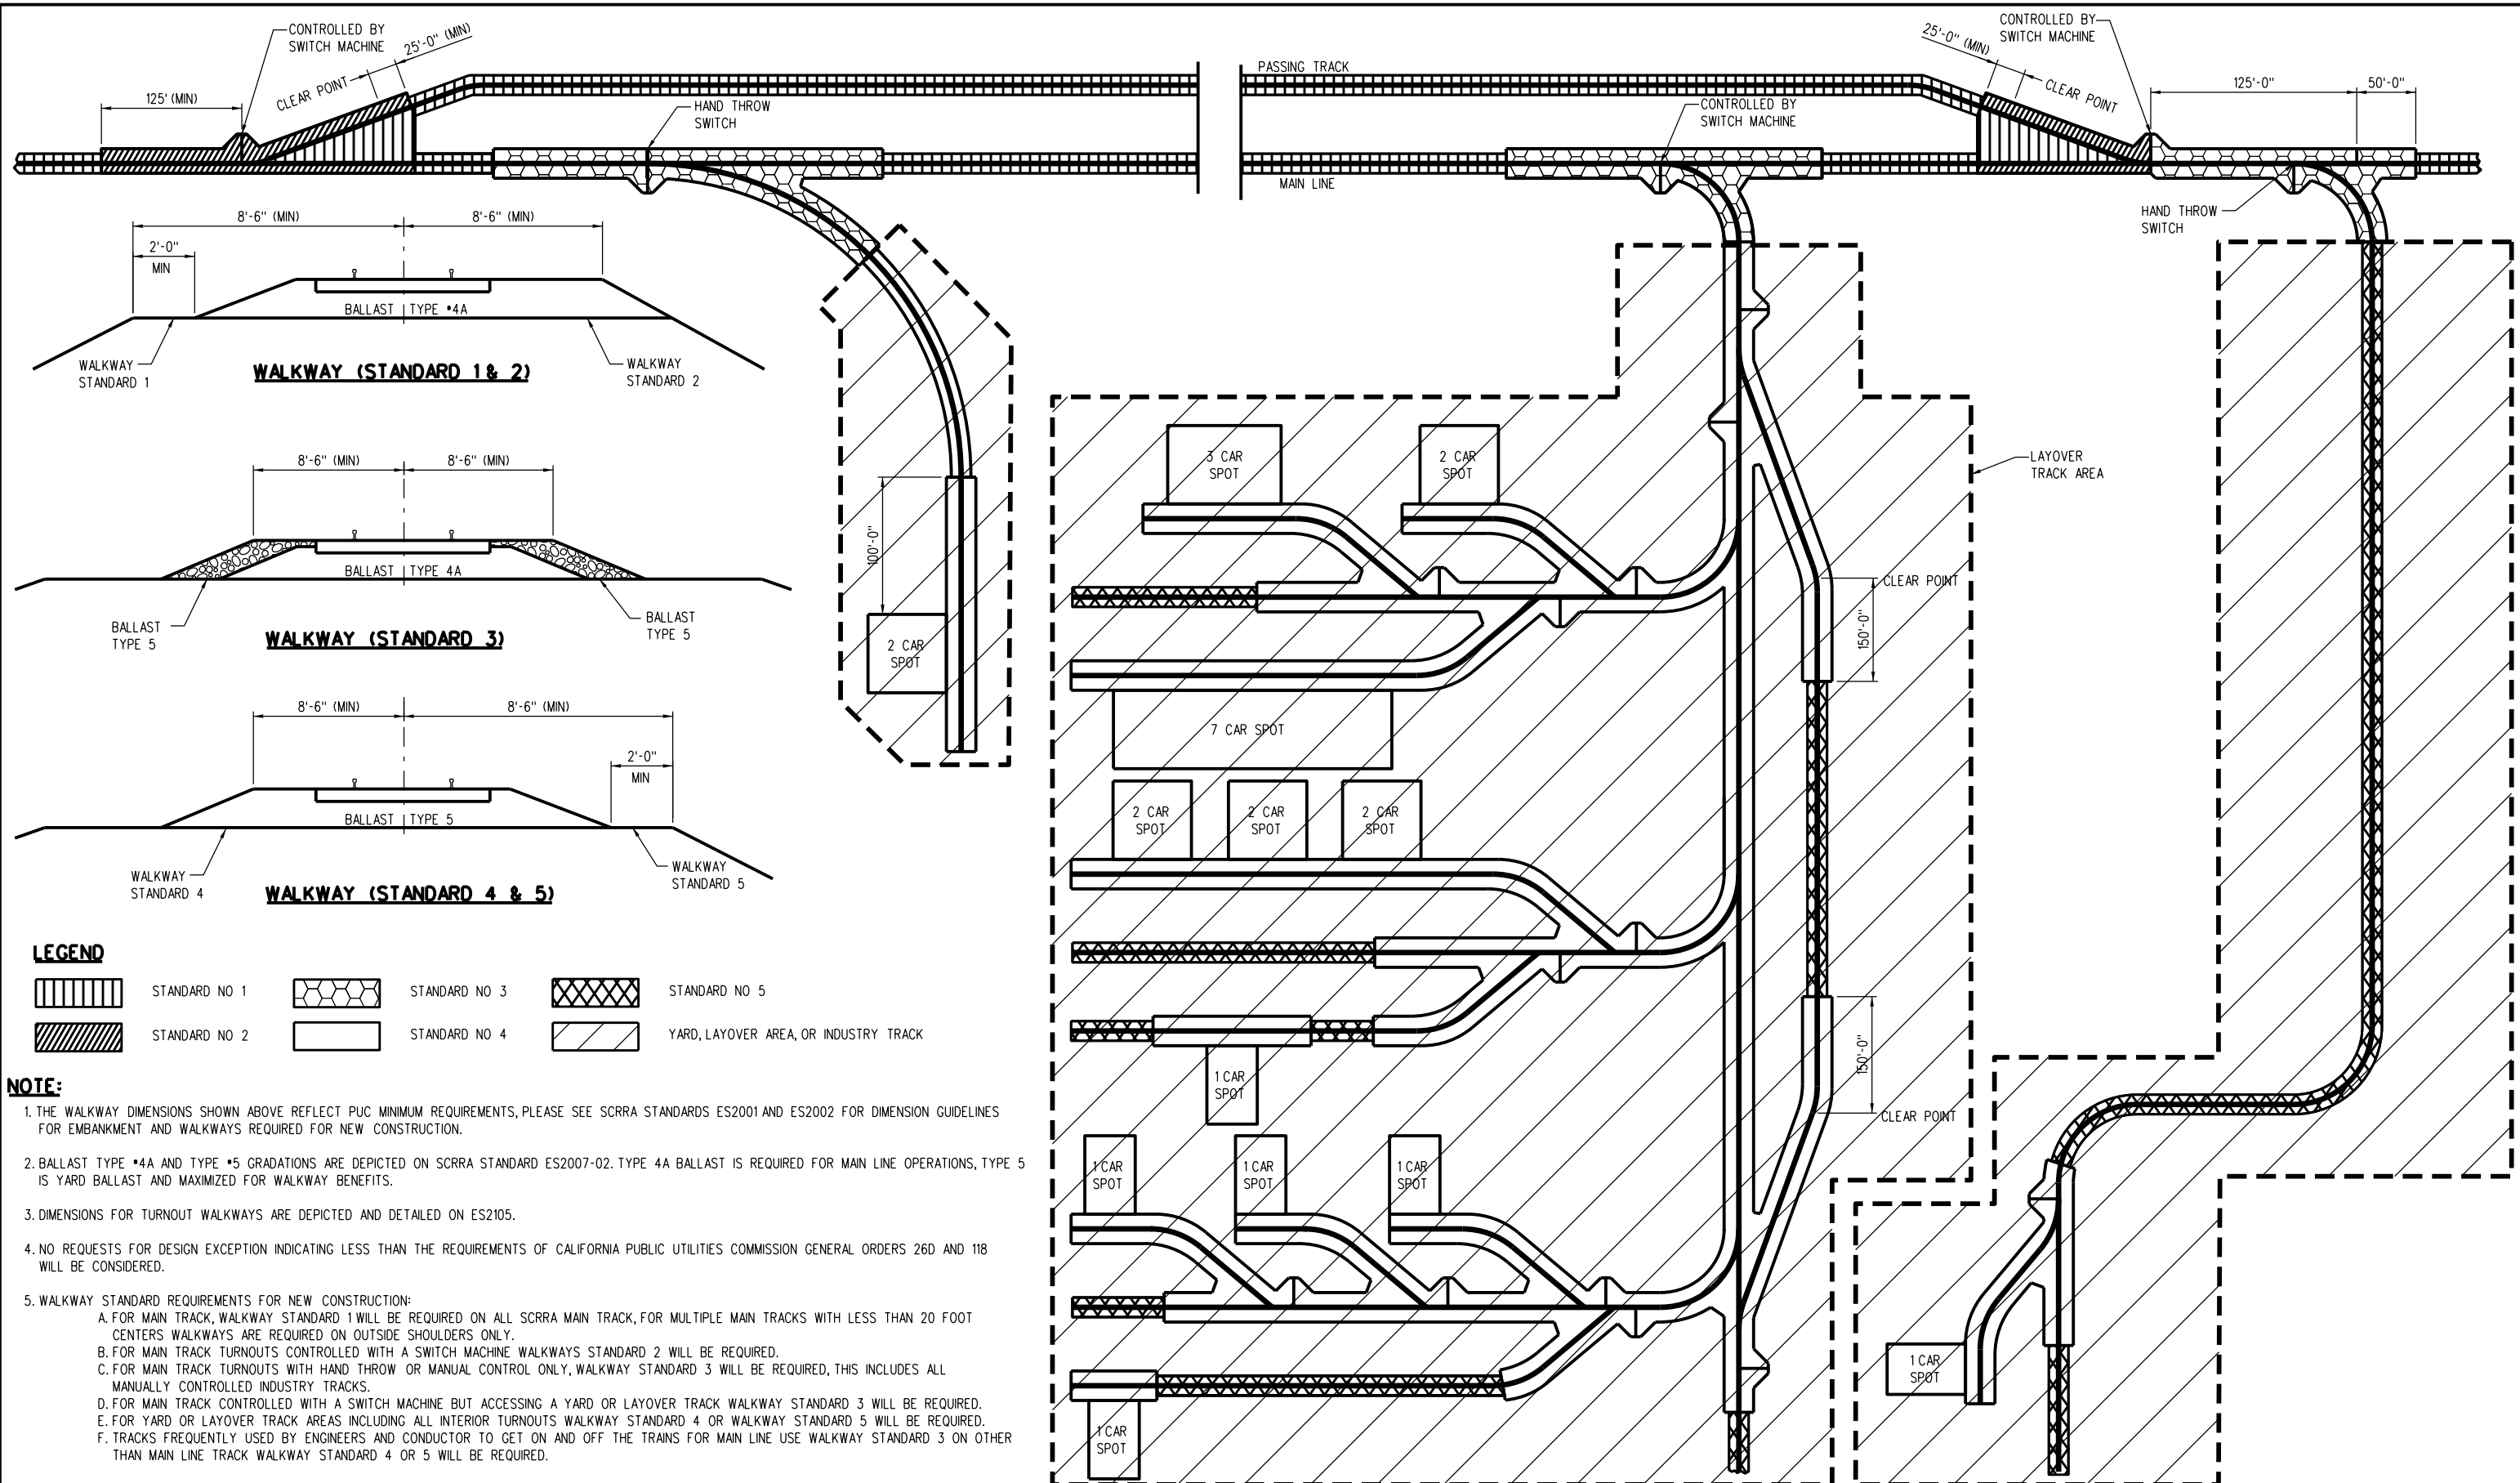 CONTROLLED BY
SWITCH MACHINE
25'-0" (MIN)
CLEAR POINT
125' (MIN)
HAND THROW
SWITCH
PASSING TRACK
MAIN LINE
CONTROLLED BY
SWITCH MACHINE
CONTROLLED BY
SWITCH MACHINE
25'-0" (MIN)
CLEAR POINT
125'-0"
50'-0"
HAND THROW
SWITCH
8'-6" (MIN)
8'-6" (MIN)
2'-0"
MIN
BALLAST TYPE *4A
WALKWAY
STANDARD 1
WALKWAY
STANDARD 2
WALKWAY (STANDARD 1 & 2)
8'-6" (MIN)
8'-6" (MIN)
BALLAST TYPE 4A
BALLAST
TYPE 5
BALLAST
TYPE 5
WALKWAY (STANDARD 3)
8'-6" (MIN)
8'-6" (MIN)
2'-0"
MIN
BALLAST TYPE 5
WALKWAY
STANDARD 4
WALKWAY
STANDARD 5
WALKWAY (STANDARD 4 & 5)
100'-0"
2 CAR
SPOT
3 CAR
SPOT
2 CAR
SPOT
LAYOVER
TRACK AREA
CLEAR POINT
150'-0"
7 CAR SPOT
2 CAR
SPOT
2 CAR
SPOT
2 CAR
SPOT
1 CAR
SPOT
150'-0"
CLEAR POINT
1 CAR
SPOT
1 CAR
SPOT
1 CAR
SPOT
1 CAR
SPOT
1 CAR
SPOT
LEGEND
STANDARD NO 1
STANDARD NO 3
STANDARD NO 5
STANDARD NO 2
STANDARD NO 4
YARD, LAYOVER AREA, OR INDUSTRY TRACK
NOTE:
1. THE WALKWAY DIMENSIONS SHOWN ABOVE REFLECT PUC MINIMUM REQUIREMENTS, PLEASE SEE SCRRA STANDARDS ES2001 AND ES2002 FOR DIMENSION GUIDELINES
FOR EMBANKMENT AND WALKWAYS REQUIRED FOR NEW CONSTRUCTION.
2. BALLAST TYPE *4A AND TYPE *5 GRADATIONS ARE DEPICTED ON SCRRA STANDARD ES2007-02. TYPE 4A BALLAST IS REQUIRED FOR MAIN LINE OPERATIONS, TYPE 5
IS YARD BALLAST AND MAXIMIZED FOR WALKWAY BENEFITS.
3. DIMENSIONS FOR TURNOUT WALKWAYS ARE DEPICTED AND DETAILED ON ES2105.
4. NO REQUESTS FOR DESIGN EXCEPTION INDICATING LESS THAN THE REQUIREMENTS OF CALIFORNIA PUBLIC UTILITIES COMMISSION GENERAL ORDERS 26D AND 118
WILL BE CONSIDERED.
5. WALKWAY STANDARD REQUIREMENTS FOR NEW CONSTRUCTION:
A. FOR MAIN TRACK, WALKWAY STANDARD 1 WILL BE REQUIRED ON ALL SCRRA MAIN TRACK, FOR MULTIPLE MAIN TRACKS WITH LESS THAN 20 FOOT
CENTERS WALKWAYS ARE REQUIRED ON OUTSIDE SHOULDERS ONLY.
B. FOR MAIN TRACK TURNOUTS CONTROLLED WITH A SWITCH MACHINE WALKWAYS STANDARD 2 WILL BE REQUIRED.
C. FOR MAIN TRACK TURNOUTS WITH HAND THROW OR MANUAL CONTROL ONLY, WALKWAY STANDARD 3 WILL BE REQUIRED, THIS INCLUDES ALL
MANUALLY CONTROLLED INDUSTRY TRACKS.
D. FOR MAIN TRACK CONTROLLED WITH A SWITCH MACHINE BUT ACCESSING A YARD OR LAYOVER TRACK WALKWAY STANDARD 3 WILL BE REQUIRED.
E. FOR YARD OR LAYOVER TRACK AREAS INCLUDING ALL INTERIOR TURNOUTS WALKWAY STANDARD 4 OR WALKWAY STANDARD 5 WILL BE REQUIRED.
F. TRACKS FREQUENTLY USED BY ENGINEERS AND CONDUCTOR TO GET ON AND OFF THE TRAINS FOR MAIN LINE USE WALKWAY STANDARD 3 ON OTHER
THAN MAIN LINE TRACK WALKWAY STANDARD 4 OR 5 WILL BE REQUIRED.